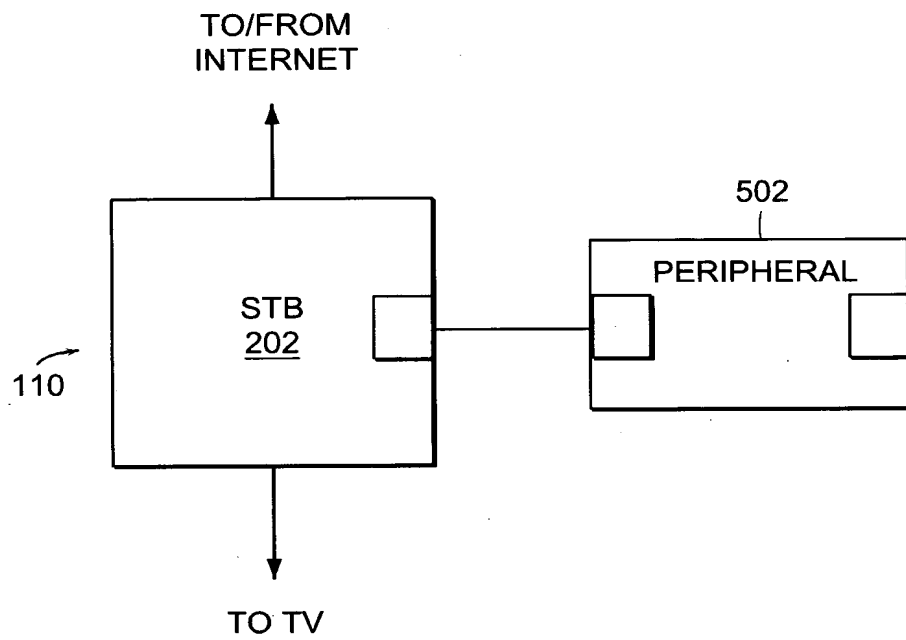 TO/FROM
INTERNET
502
PERIPHERAL
STB
202
110
TO TV